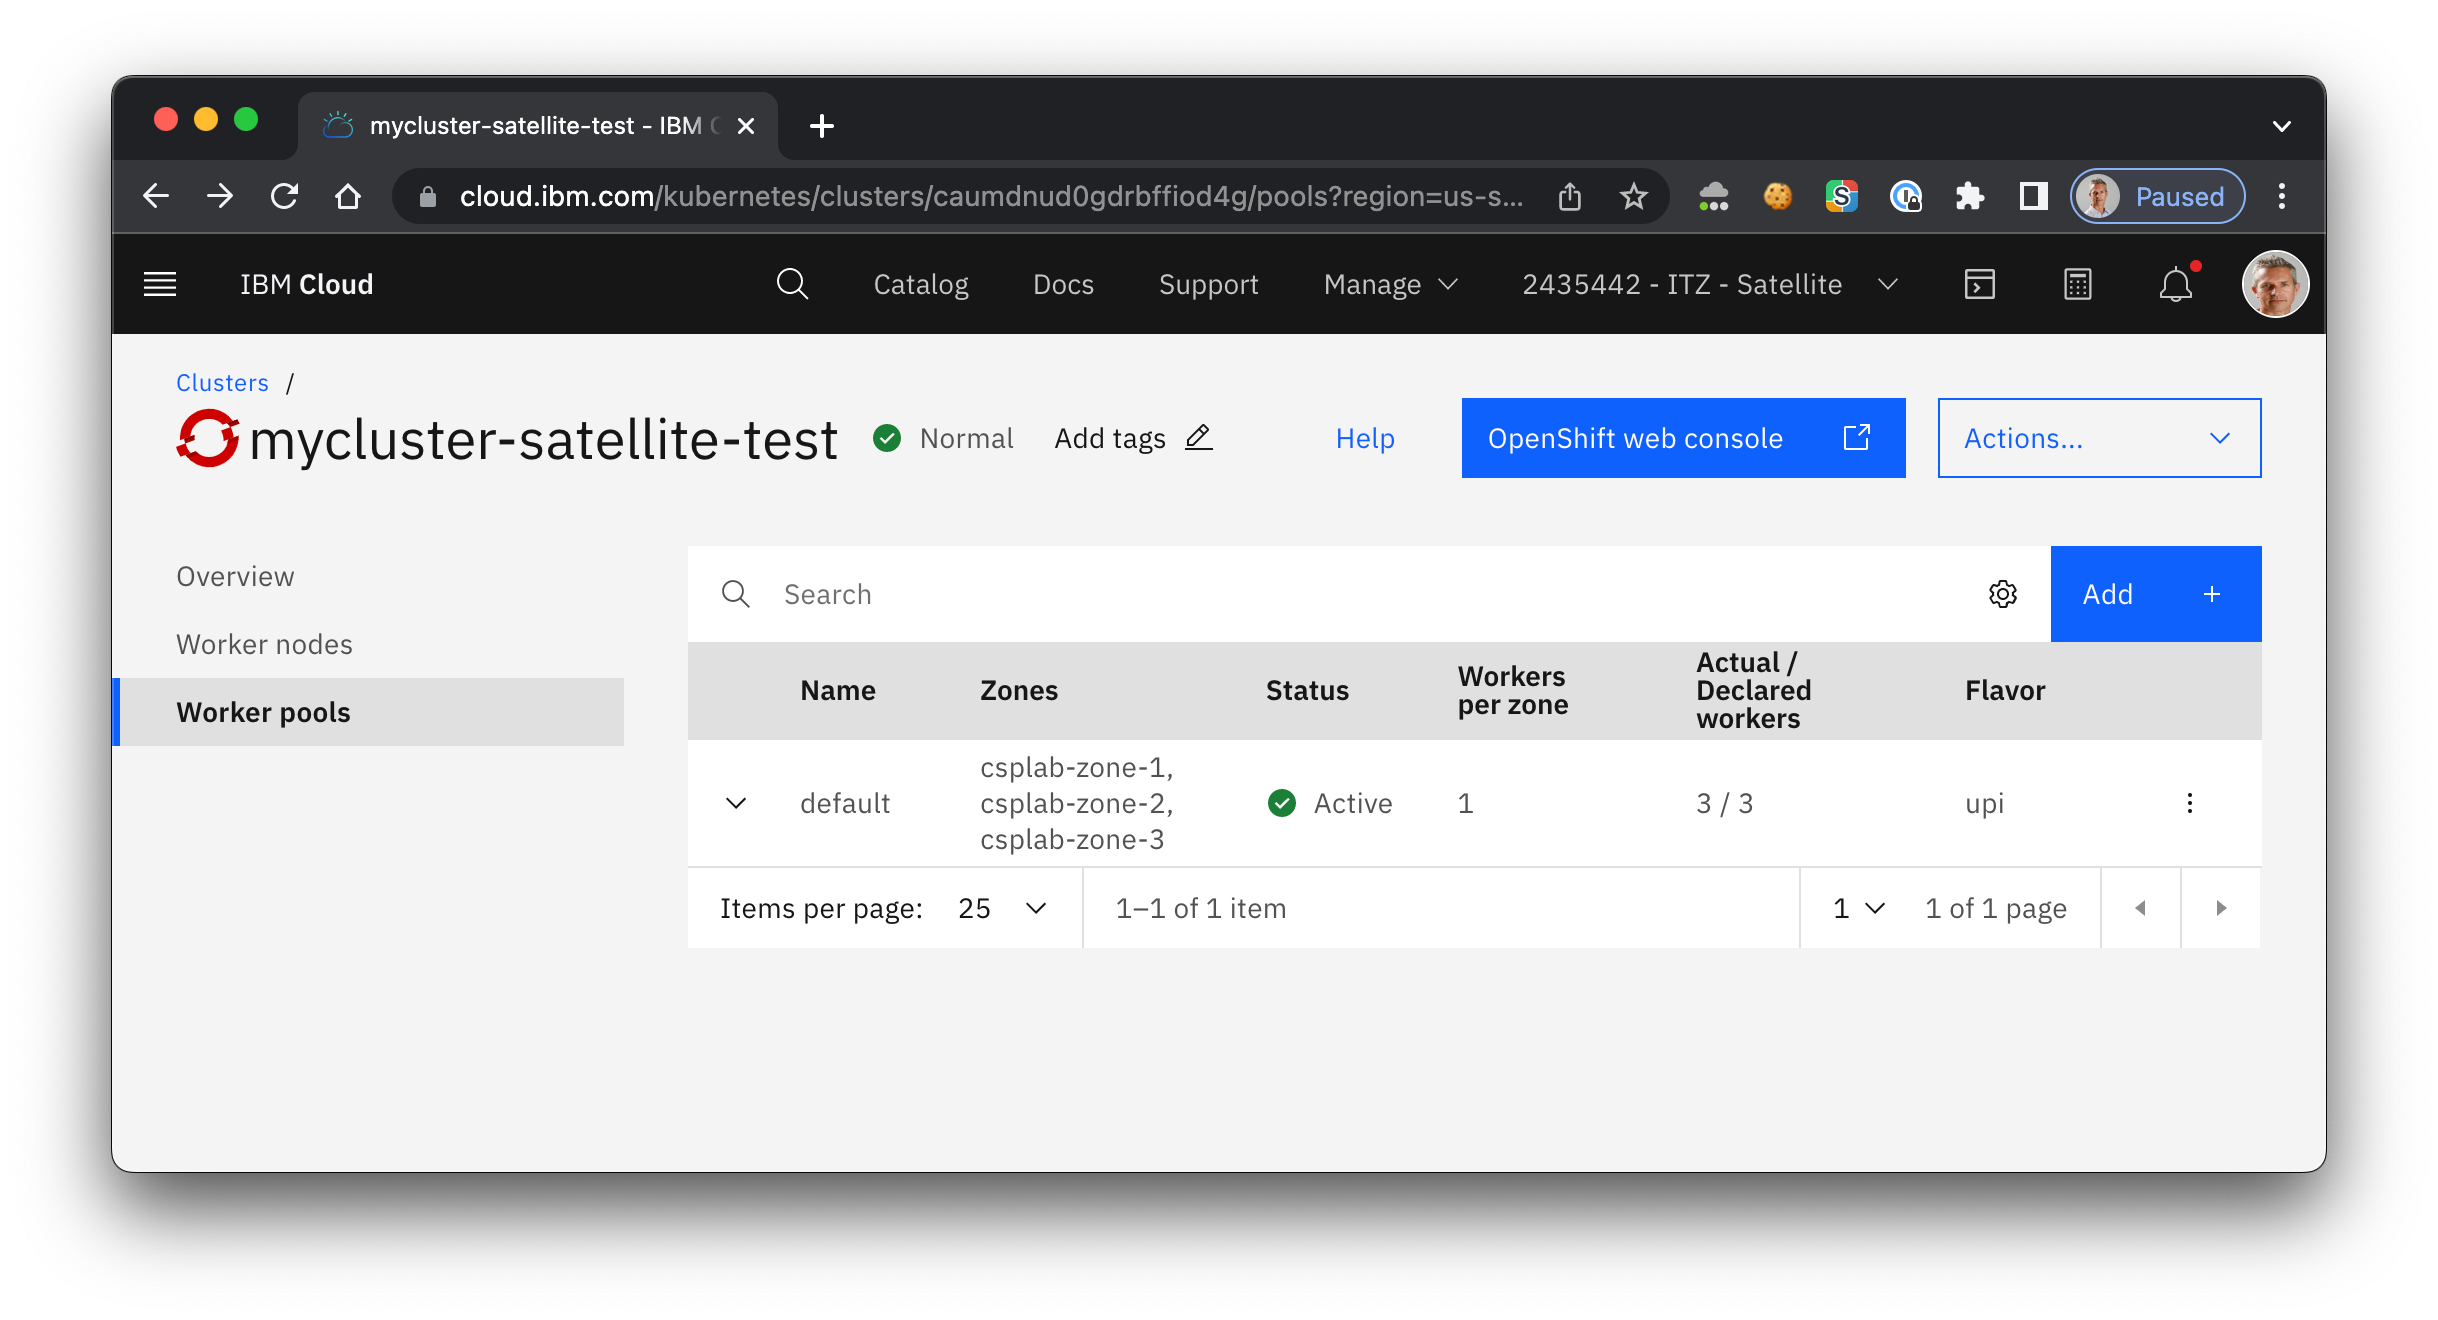 mycluster-satellite-test - IBM C
cloud.ibm.com/kubernetes/clusters/caumdnud0gdrbffiod4g/pools?region=us-s...
Paused
IBM Cloud
Catalog
Docs
Support
Manage
2435442 - ITZ - Satellite
Clusters /
mycluster-satellite-test
Normal
Add tags
Help
OpenShift web console
Actions...
Overview
Worker nodes
Worker pools
Search
Add +
Name
Zones
Status
Workers
per zone
Actual /
Declared
workers
Flavor
default
csplab-zone-1,
csplab-zone-2,
csplab-zone-3
Active
1
3 / 3
upi
Items per page: 25
1–1 of 1 item
1
1 of 1 page